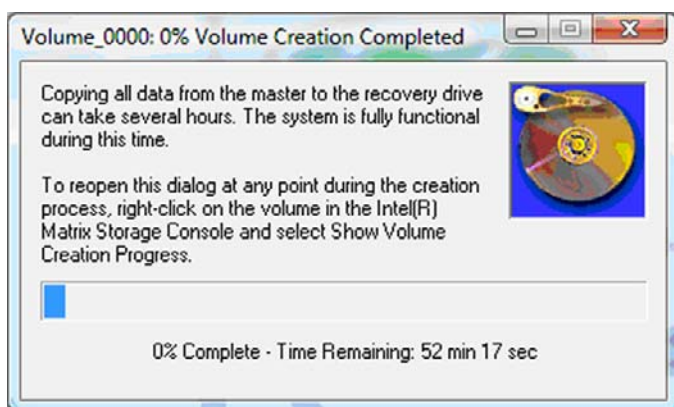 Volume_0000: 0% Volume Creation Completed
Copying all data from the master to the recovery drive
can take several hours. The system is fully functional
during this time.
To reopen this dialog at any point during the creation
process, right-click on the volume in the Intel(R)
Matrix Storage Console and select Show Volume
Creation Progress.
0% Complete - Time Remaining: 52 min 17 sec